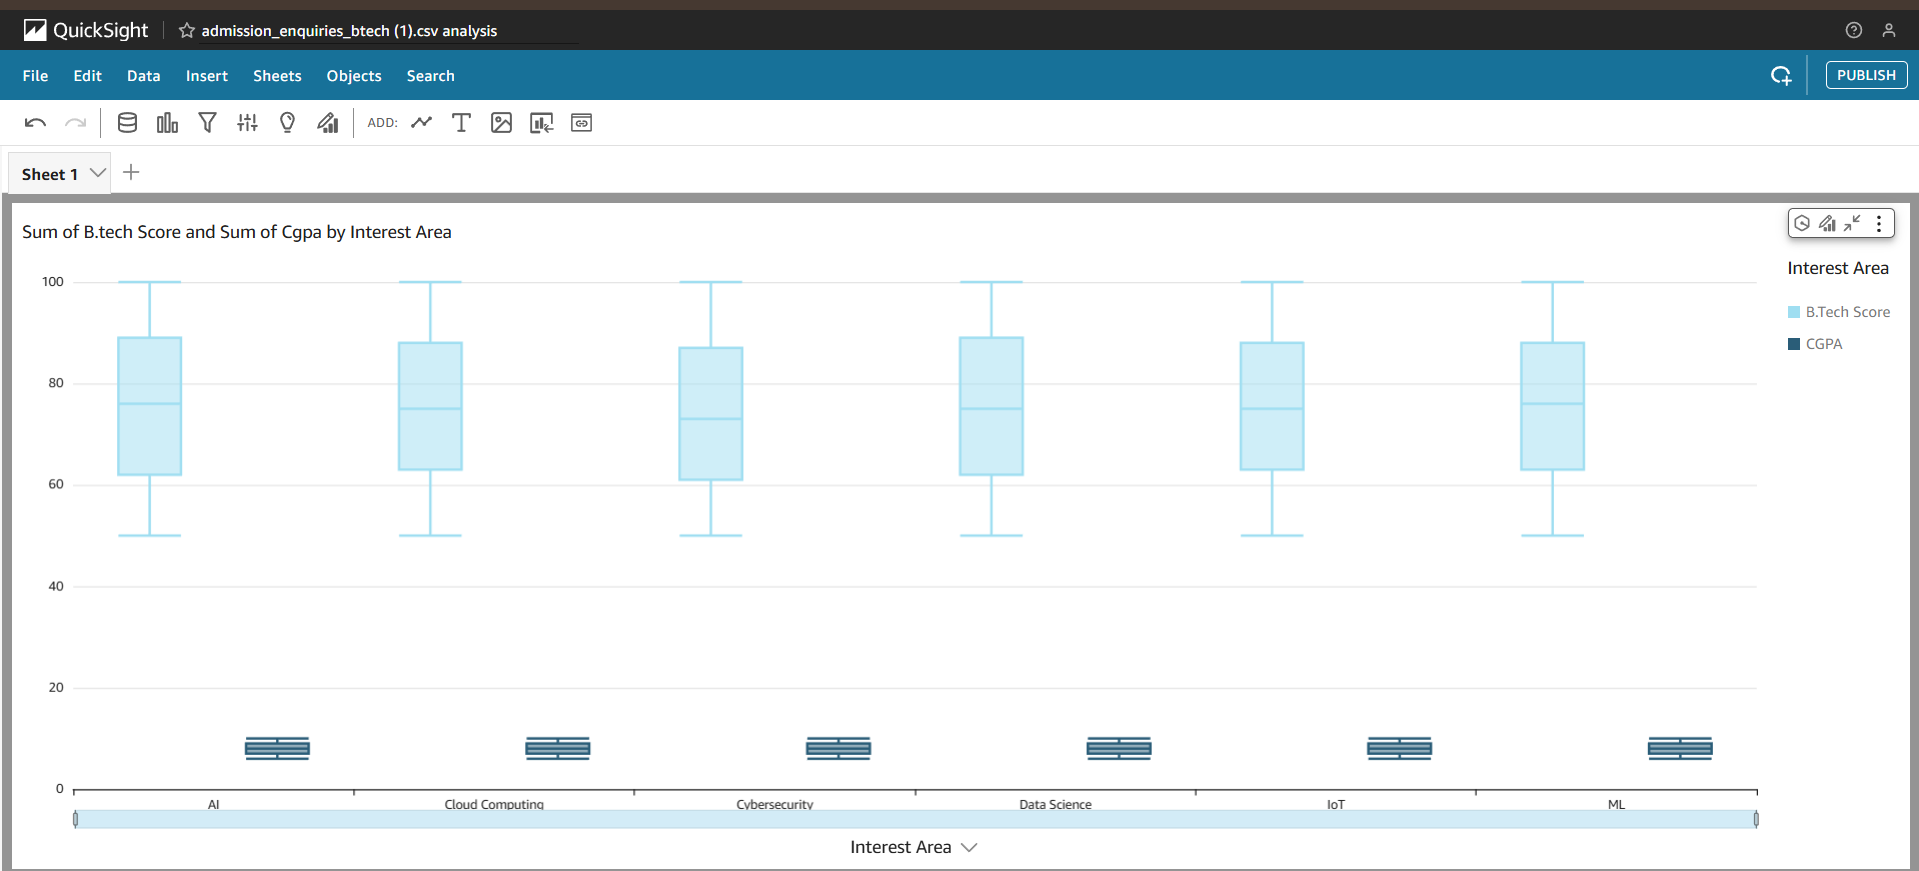 QuickSight admission_enquiries_btech (1).csv analysis
File Edit Data Insert Sheets Objects Search PUBLISH
ADD:
Sheet 1
Sum of B.tech Score and Sum of Cgpa by Interest Area
Interest Area
B.Tech Score
CGPA
100
80
60
40
20
0
AI Cloud Computing Cybersecurity Data Science IoT ML
Interest Area